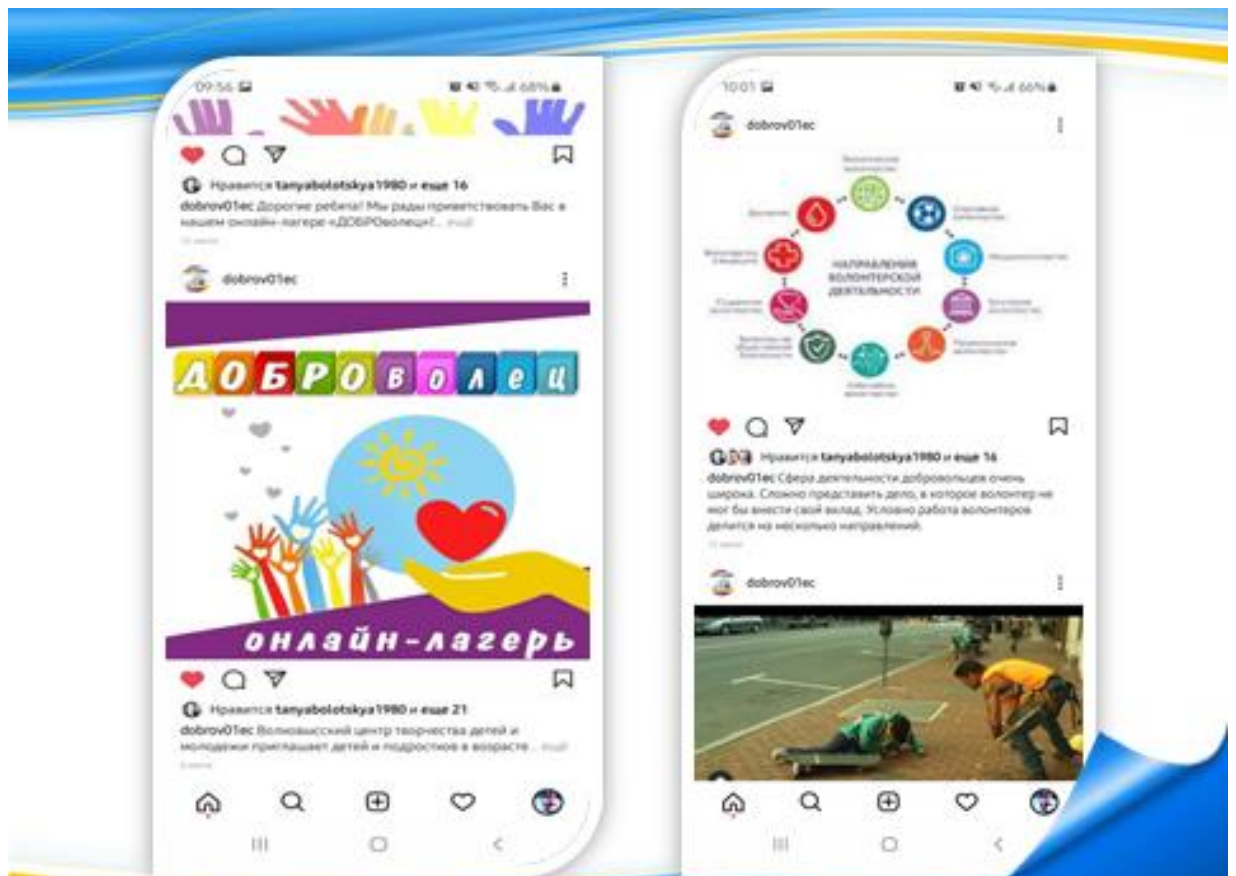 09:56
68%
Нравится tanyabolotskya1980 и еще 16
dobrov01ec Дорогие ребята! Мы рады приветствовать Вас в
нашем онлайн-лагере «ДОБРОволец»!... ещё
dobrov01ec
ДОБРОволец
онлайн-лагерь
Нравится tanyabolotskya1980 и еще 21
dobrov01ec Волковысский центр творчества детей и
молодежи приглашает детей и подростков в возрасте... ещё
10:01
66%
dobrov01ec
НАПРАВЛЕНИЯ
ВОЛОНТЕРСКОЙ
ДЕЯТЕЛЬНОСТИ
Нравится tanyabolotskya1980 и еще 16
dobrov01ec Сфера деятельности добровольцев очень
широка. Сложно представить дело, в которое волонтер не
мог бы внести свой вклад. Условно работа волонтеров
делится на несколько направлений.
dobrov01ec